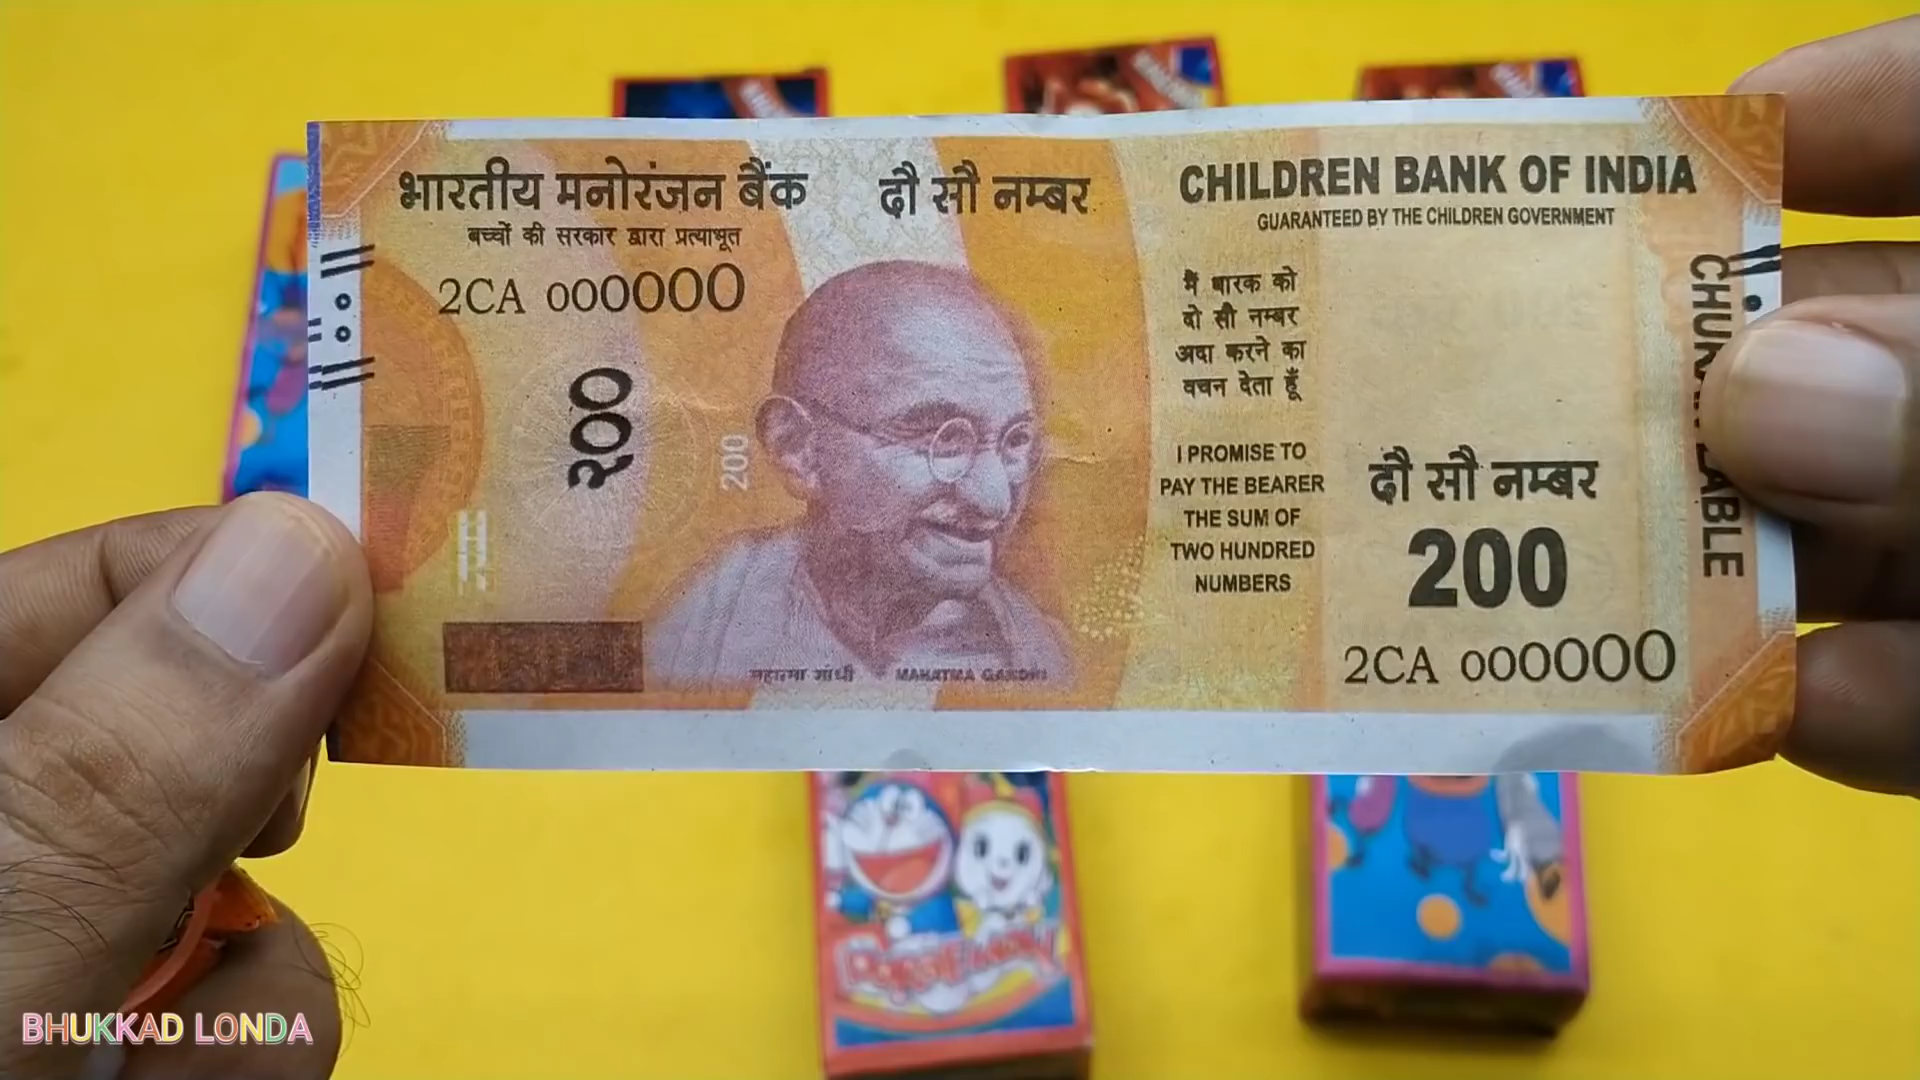 भारतीय मनोरंजन बैंक
बच्चों की सरकार द्वारा प्रत्याभूत
2CA 000000
२००
200
दौ सौ नम्बर
महात्मा गांधी MAHATMA GANDHI
CHILDREN BANK OF INDIA
GUARANTEED BY THE CHILDREN GOVERNMENT
मैं धारक को
दो सौ नम्बर
अदा करने का
वचन देता हूँ
I PROMISE TO
PAY THE BEARER
THE SUM OF
TWO HUNDRED
NUMBERS
दौ सौ नम्बर
200
2CA 000000
BHUKKAD LONDA